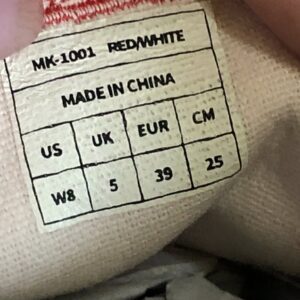 MK-1001 RED/WHITE
MADE IN CHINA
US UK EUR CM
W8 5 39 25